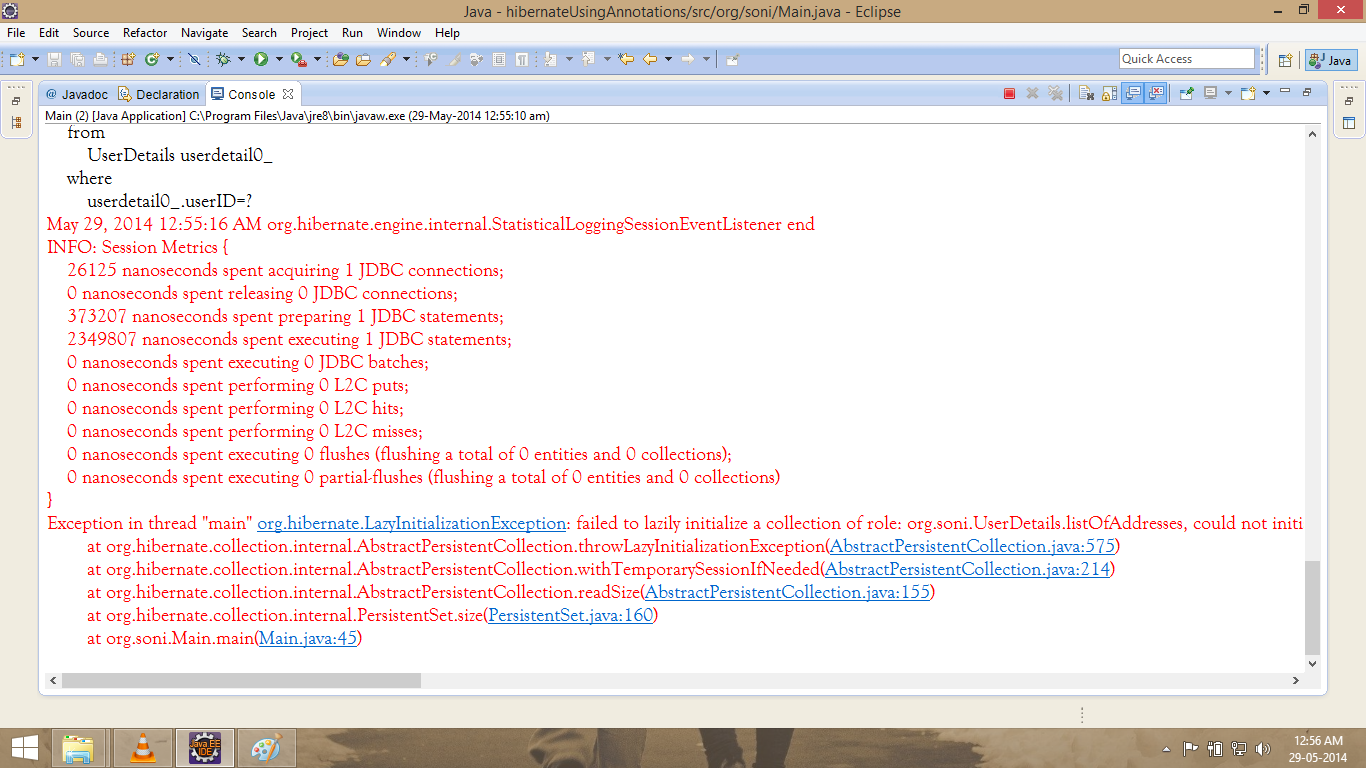 Java - hibernateUsingAnnotations/src/org/soni/Main.java - Eclipse
File Edit Source Refactor Navigate Search Project Run Window Help
Quick Access
Java
@ Javadoc Declaration Console
Main (2) [Java Application] C:\Program Files\Java\jre8\bin\javaw.exe (29-May-2014 12:55:10 am)
from
UserDetails userdetail0_
where
userdetail0_.userID=?
May 29, 2014 12:55:16 AM org.hibernate.engine.internal.StatisticalLoggingSessionEventListener end
INFO: Session Metrics {
26125 nanoseconds spent acquiring 1 JDBC connections;
0 nanoseconds spent releasing 0 JDBC connections;
373207 nanoseconds spent preparing 1 JDBC statements;
2349807 nanoseconds spent executing 1 JDBC statements;
0 nanoseconds spent executing 0 JDBC batches;
0 nanoseconds spent performing 0 L2C puts;
0 nanoseconds spent performing 0 L2C hits;
0 nanoseconds spent performing 0 L2C misses;
0 nanoseconds spent executing 0 flushes (flushing a total of 0 entities and 0 collections);
0 nanoseconds spent executing 0 partial-flushes (flushing a total of 0 entities and 0 collections)
}
Exception in thread "main" org.hibernate.LazyInitializationException: failed to lazily initialize a collection of role: org.soni.UserDetails.listOfAddresses, could not initi
at org.hibernate.collection.internal.AbstractPersistentCollection.throwLazyInitializationException(AbstractPersistentCollection.java:575)
at org.hibernate.collection.internal.AbstractPersistentCollection.withTemporarySessionIfNeeded(AbstractPersistentCollection.java:214)
at org.hibernate.collection.internal.AbstractPersistentCollection.readSize(AbstractPersistentCollection.java:155)
at org.hibernate.collection.internal.PersistentSet.size(PersistentSet.java:160)
at org.soni.Main.main(Main.java:45)
Java EE
IDE
12:56 AM
29-05-2014